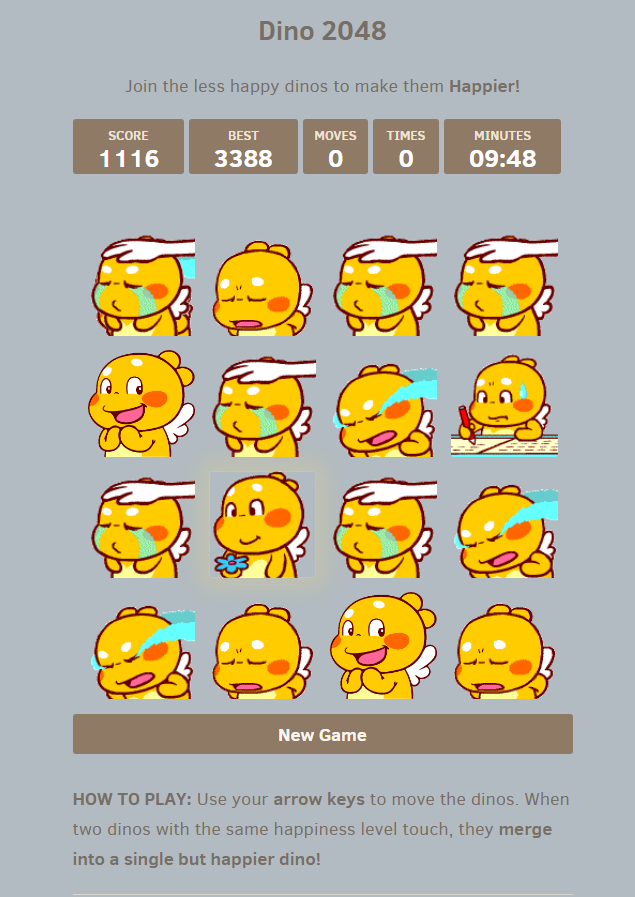 Dino 2048
Join the less happy dinos to make them Happier!
SCORE BEST MOVES TIMES MINUTES
1116 3388 0 0 09:48
New Game
HOW TO PLAY: Use your arrow keys to move the dinos. When
two dinos with the same happiness level touch, they merge
into a single but happier dino!